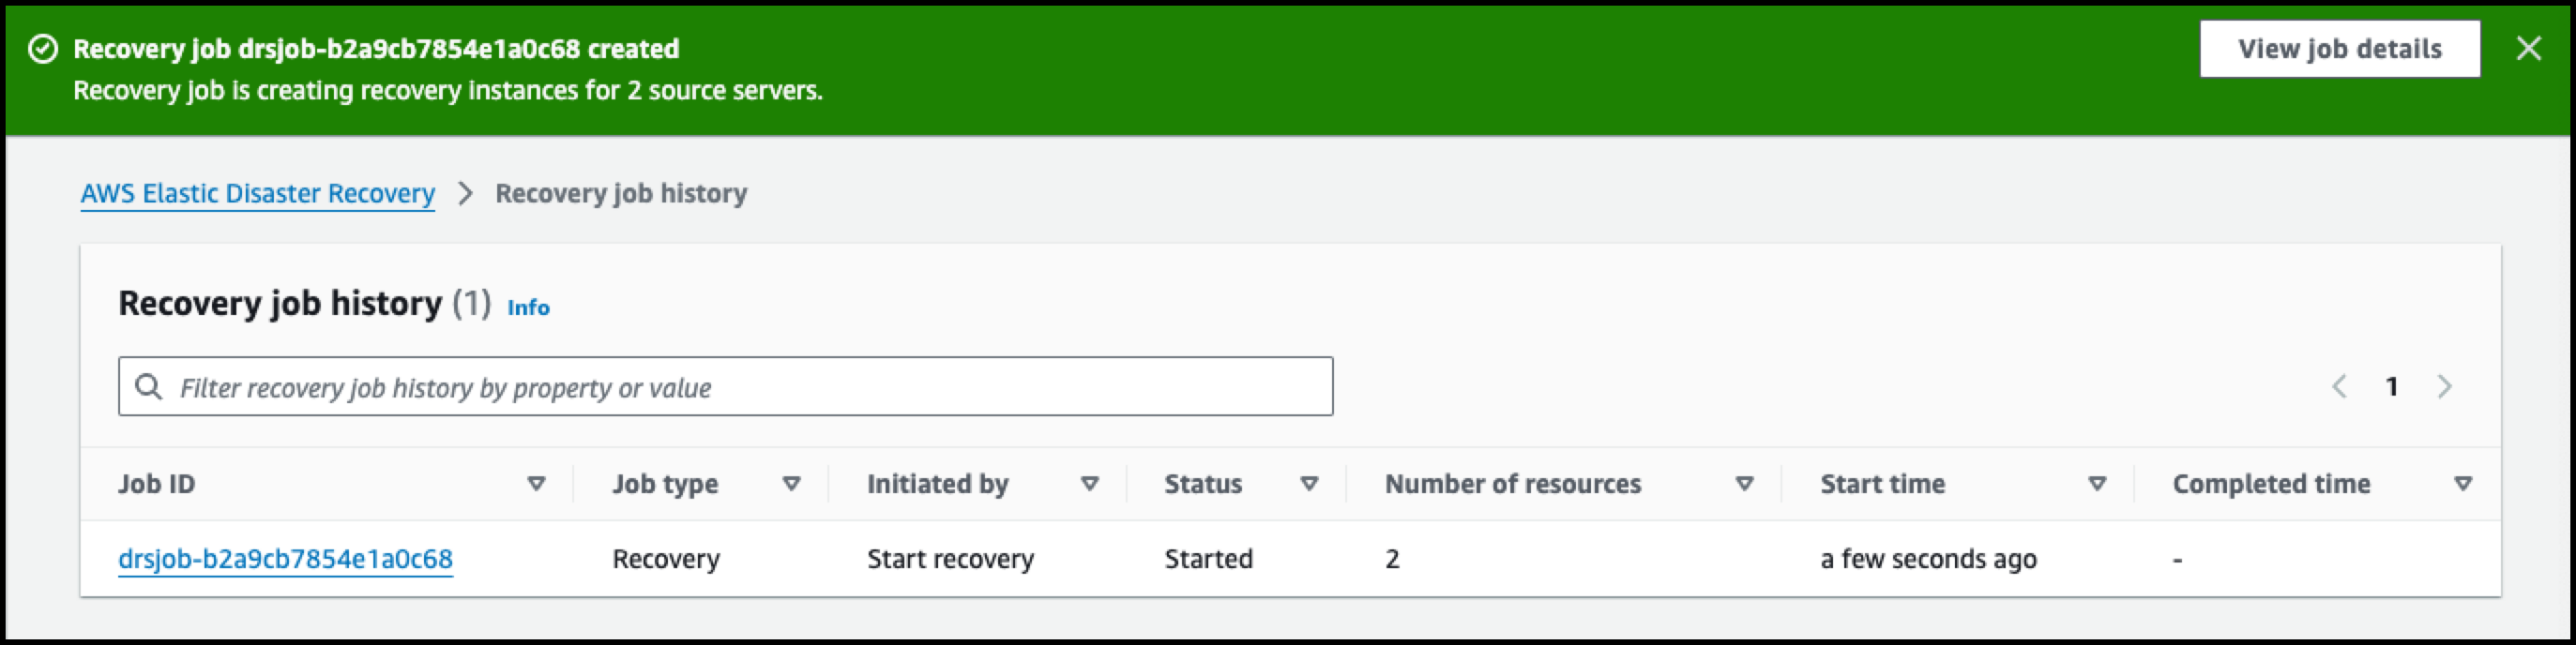 Recovery job drsjob-b2a9cb7854e1a0c68 created
View job details
Recovery job is creating recovery instances for 2 source servers.
AWS Elastic Disaster Recovery > Recovery job history
Recovery job history (1) Info
Filter recovery job history by property or value
1
Job ID Job type Initiated by Status Number of resources Start time Completed time
drsjob-b2a9cb7854e1a0c68 Recovery Start recovery Started 2 a few seconds ago -